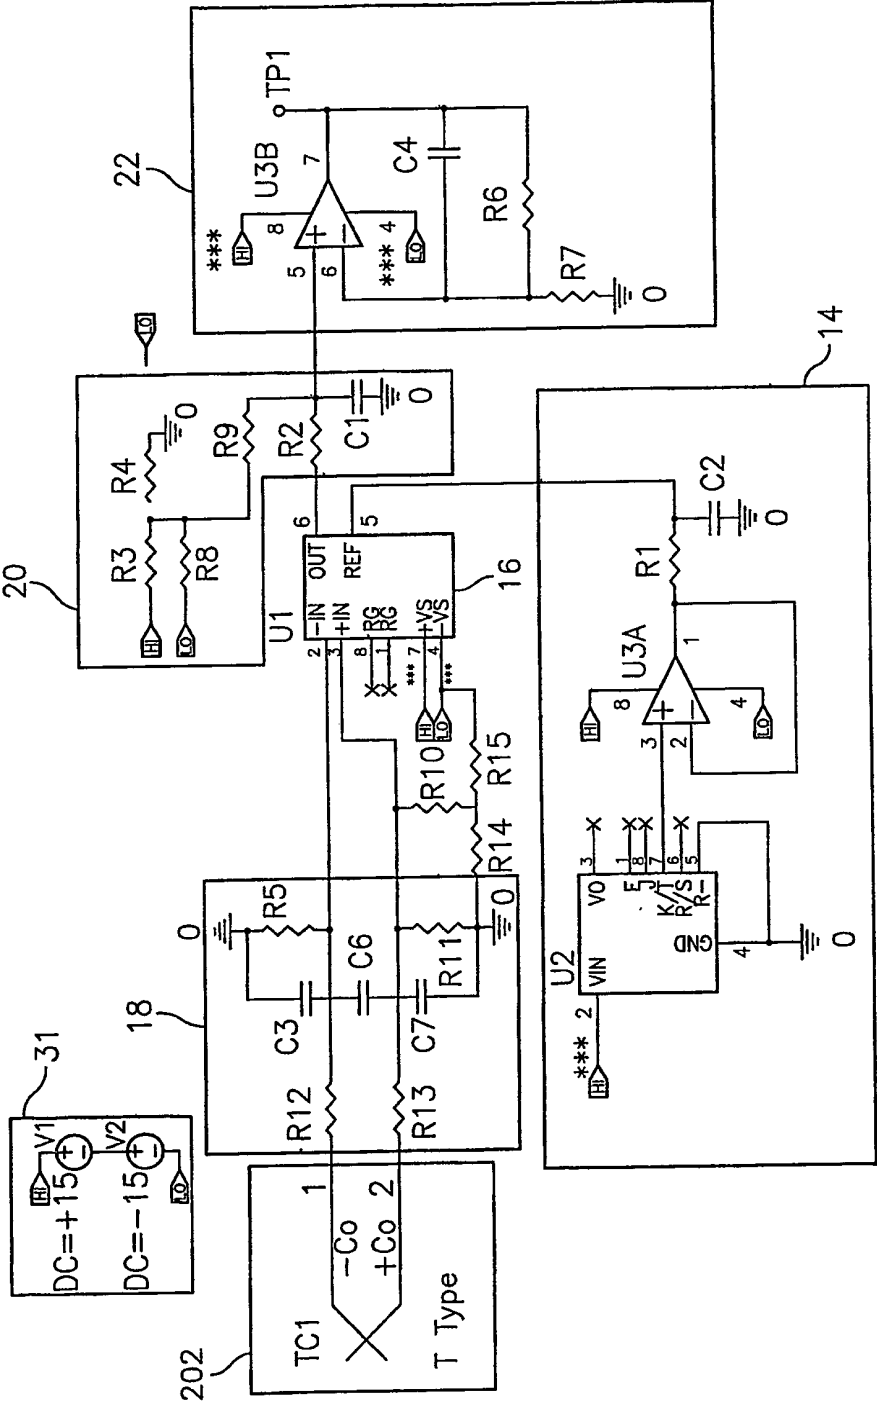 31
V1
HI
DC=+15
V2
DC=-15
LO
202
TC1
1
-Co
+Co
2
T Type
18
0
R5
C3
C6
R12
R13
C7
R11
0
R14
R10
R15
20
R3
R4
0
HI
R8
LO
R9
R2
C1
0
U1
2
-IN
3
+IN
8
RG
1
RG
***
7
+VS
4
-VS
***
HI
LO
OUT
6
REF
5
16
LO
22
***
HI
8
U3B
5
+
6
-
7
TP1
***
4
LO
C4
R6
R7
0
14
U2
***
HI
2
VIN
VO
3
E
1
J
8
K/T
7
R/S
6
R-
5
GND
4
0
HI
8
U3A
3
+
2
-
1
4
LO
R1
C2
0